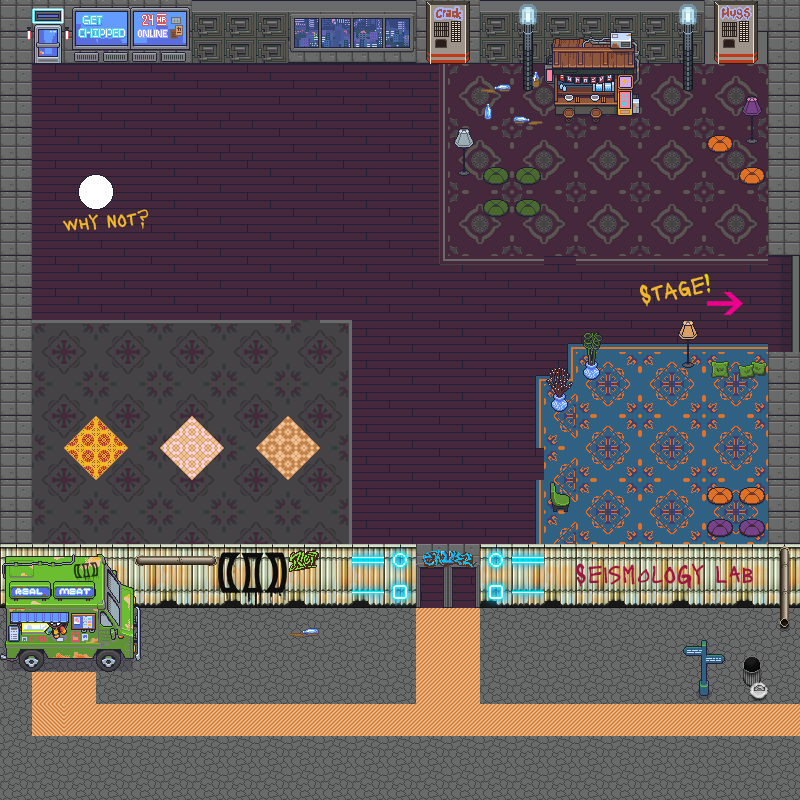 GET
CHIPPED
24 HR
ONLINE
Crack
Hugs
WHY NOT?
STAGE!
SEISMOLOGY LAB
REAL
MEAT